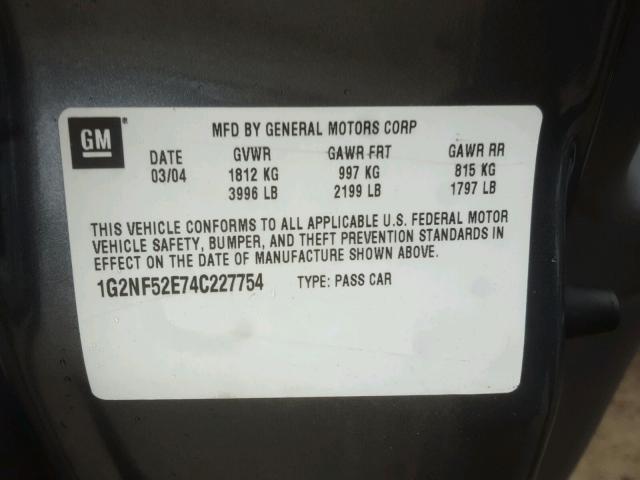 GM
MFD BY GENERAL MOTORS CORP
DATE GVWR GAWR FRT GAWR RR
03/04 1812 KG 997 KG 815 KG
3996 LB 2199 LB 1797 LB
THIS VEHICLE CONFORMS TO ALL APPLICABLE U.S. FEDERAL MOTOR
VEHICLE SAFETY, BUMPER, AND THEFT PREVENTION STANDARDS IN
EFFECT ON THE DATE OF MANUFACTURE SHOWN ABOVE.
1G2NF52E74C227754 TYPE: PASS CAR